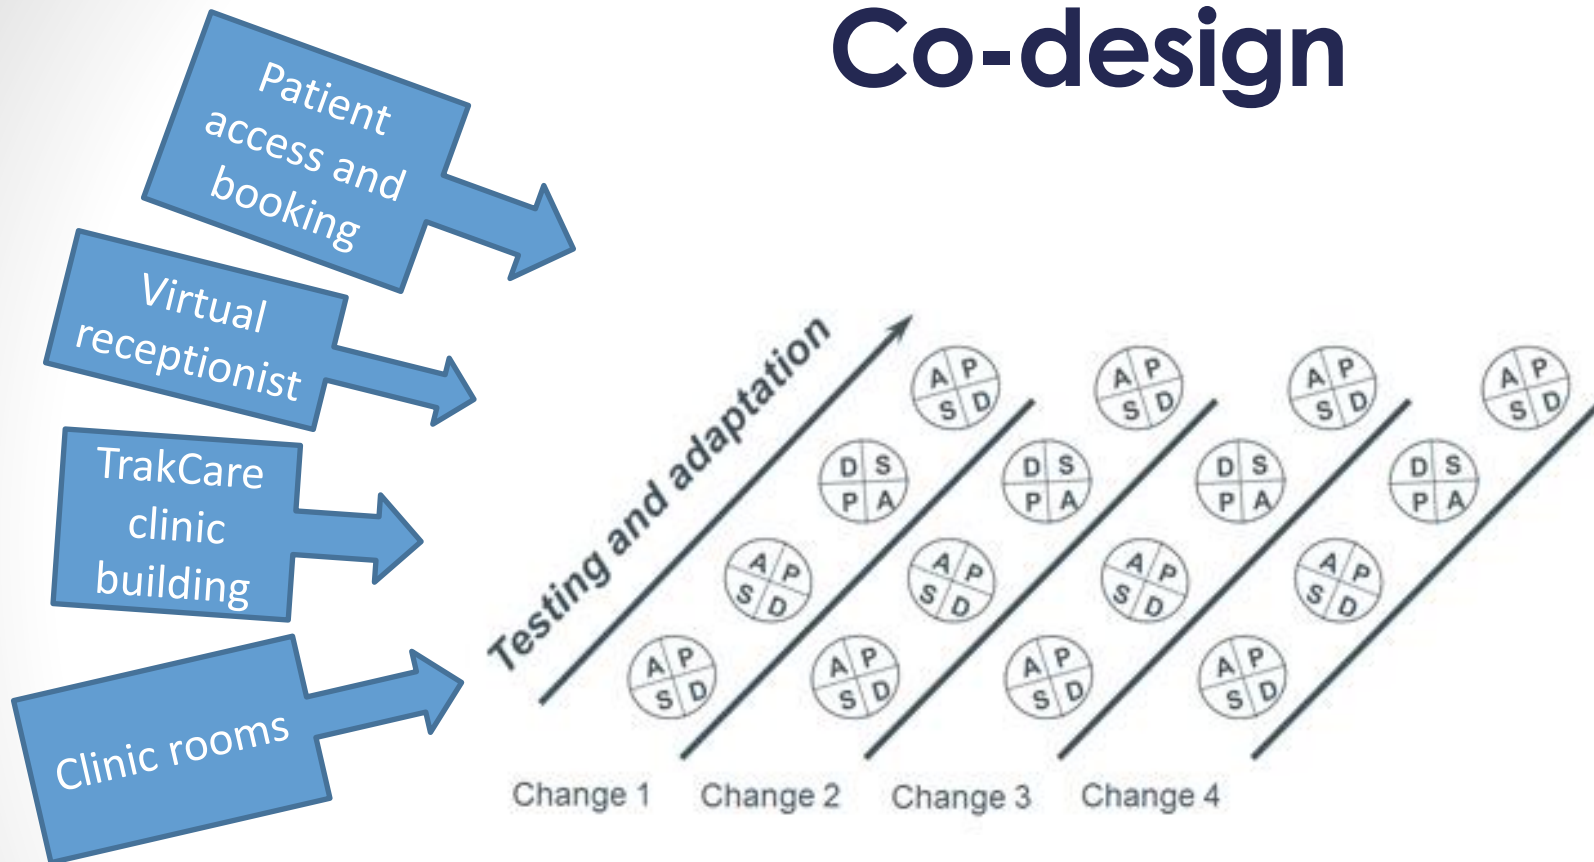 Co-design
Patient
access and
booking
Virtual
receptionist
TrakCare
clinic
building
Clinic rooms
Testing and adaptation
A P
S D
A P
S D
A P
S D
A P
S D
D S
P A
D S
P A
D S
P A
D S
P A
A P
S D
A P
S D
A P
S D
A P
S D
A P
S D
A P
S D
A P
S D
A P
S D
Change 1
Change 2
Change 3
Change 4